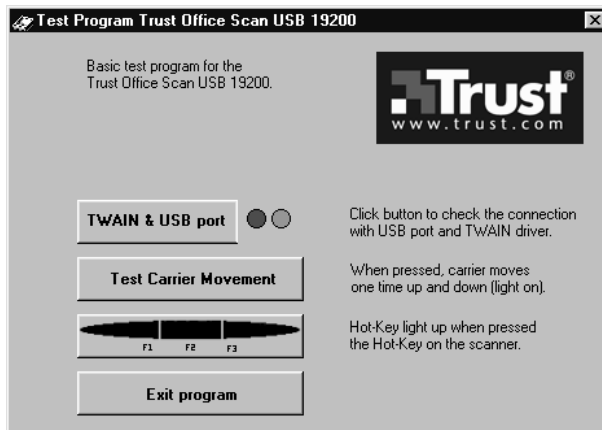 Test Program Trust Office Scan USB 19200
Basic test program for the
Trust Office Scan USB 19200.
Trust®
www.trust.com
TWAIN & USB port
Click button to check the connection
with USB port and TWAIN driver.
Test Carrier Movement
When pressed, carrier moves
one time up and down (light on).
F1 F2 F3
Hot-Key light up when pressed
the Hot-Key on the scanner.
Exit program